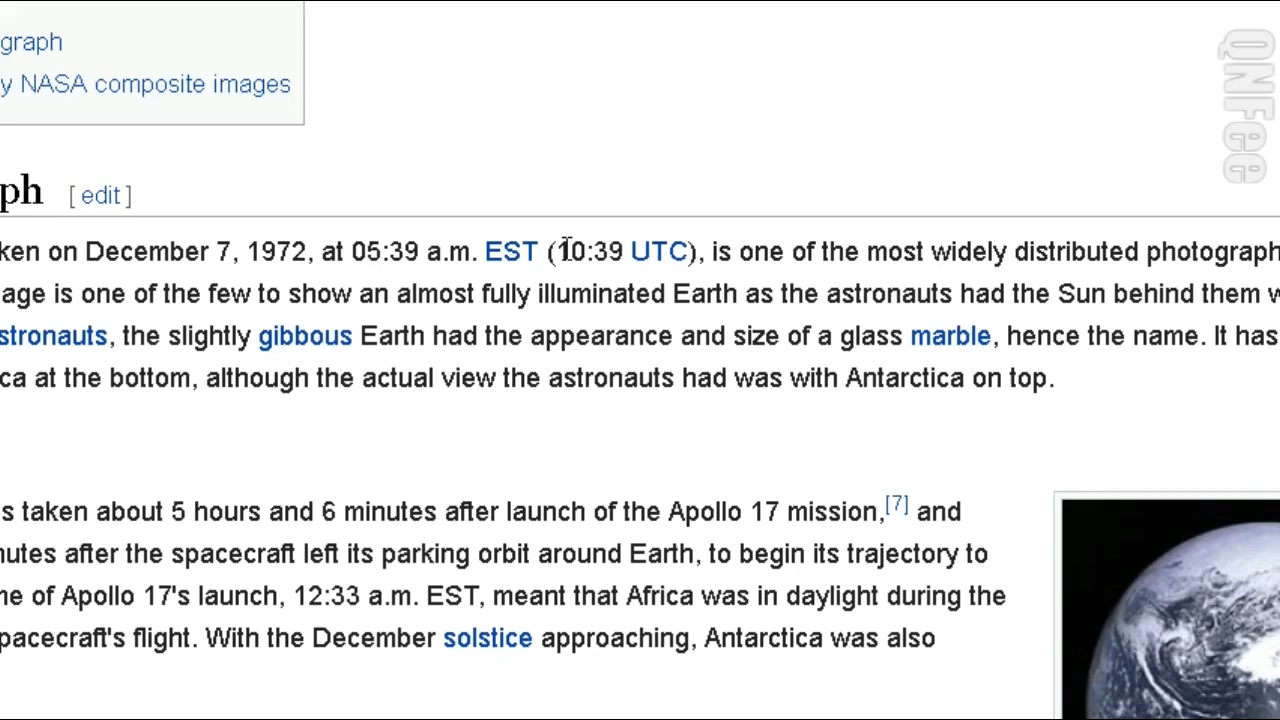 graph
y NASA composite images
QNFee
ph [ edit ]
ken on December 7, 1972, at 05:39 a.m. EST (10:39 UTC), is one of the most widely distributed photograph
age is one of the few to show an almost fully illuminated Earth as the astronauts had the Sun behind them w
stronauts, the slightly gibbous Earth had the appearance and size of a glass marble, hence the name. It has
ca at the bottom, although the actual view the astronauts had was with Antarctica on top.
s taken about 5 hours and 6 minutes after launch of the Apollo 17 mission,[7] and
nutes after the spacecraft left its parking orbit around Earth, to begin its trajectory to
me of Apollo 17's launch, 12:33 a.m. EST, meant that Africa was in daylight during the
pacecraft's flight. With the December solstice approaching, Antarctica was also